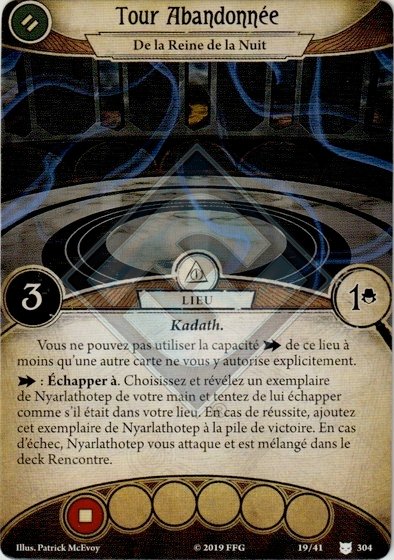 Tour Abandonnée
De la Reine de la Nuit
3
LIEU
1
Kadath.
Vous ne pouvez pas utiliser la capacité de ce lieu à
moins qu'une autre carte ne vous y autorise explicitement.
: Échapper à. Choisissez et révélez un exemplaire
de Nyarlathotep de votre main et tentez de lui échapper
comme s'il était dans votre lieu. En cas de réussite, ajoutez
cet exemplaire de Nyarlathotep à la pile de victoire. En cas
d'échec, Nyarlathotep vous attaque et est mélangé dans le
deck Rencontre.
Illus. Patrick McEvoy © 2019 FFG 19/41 304